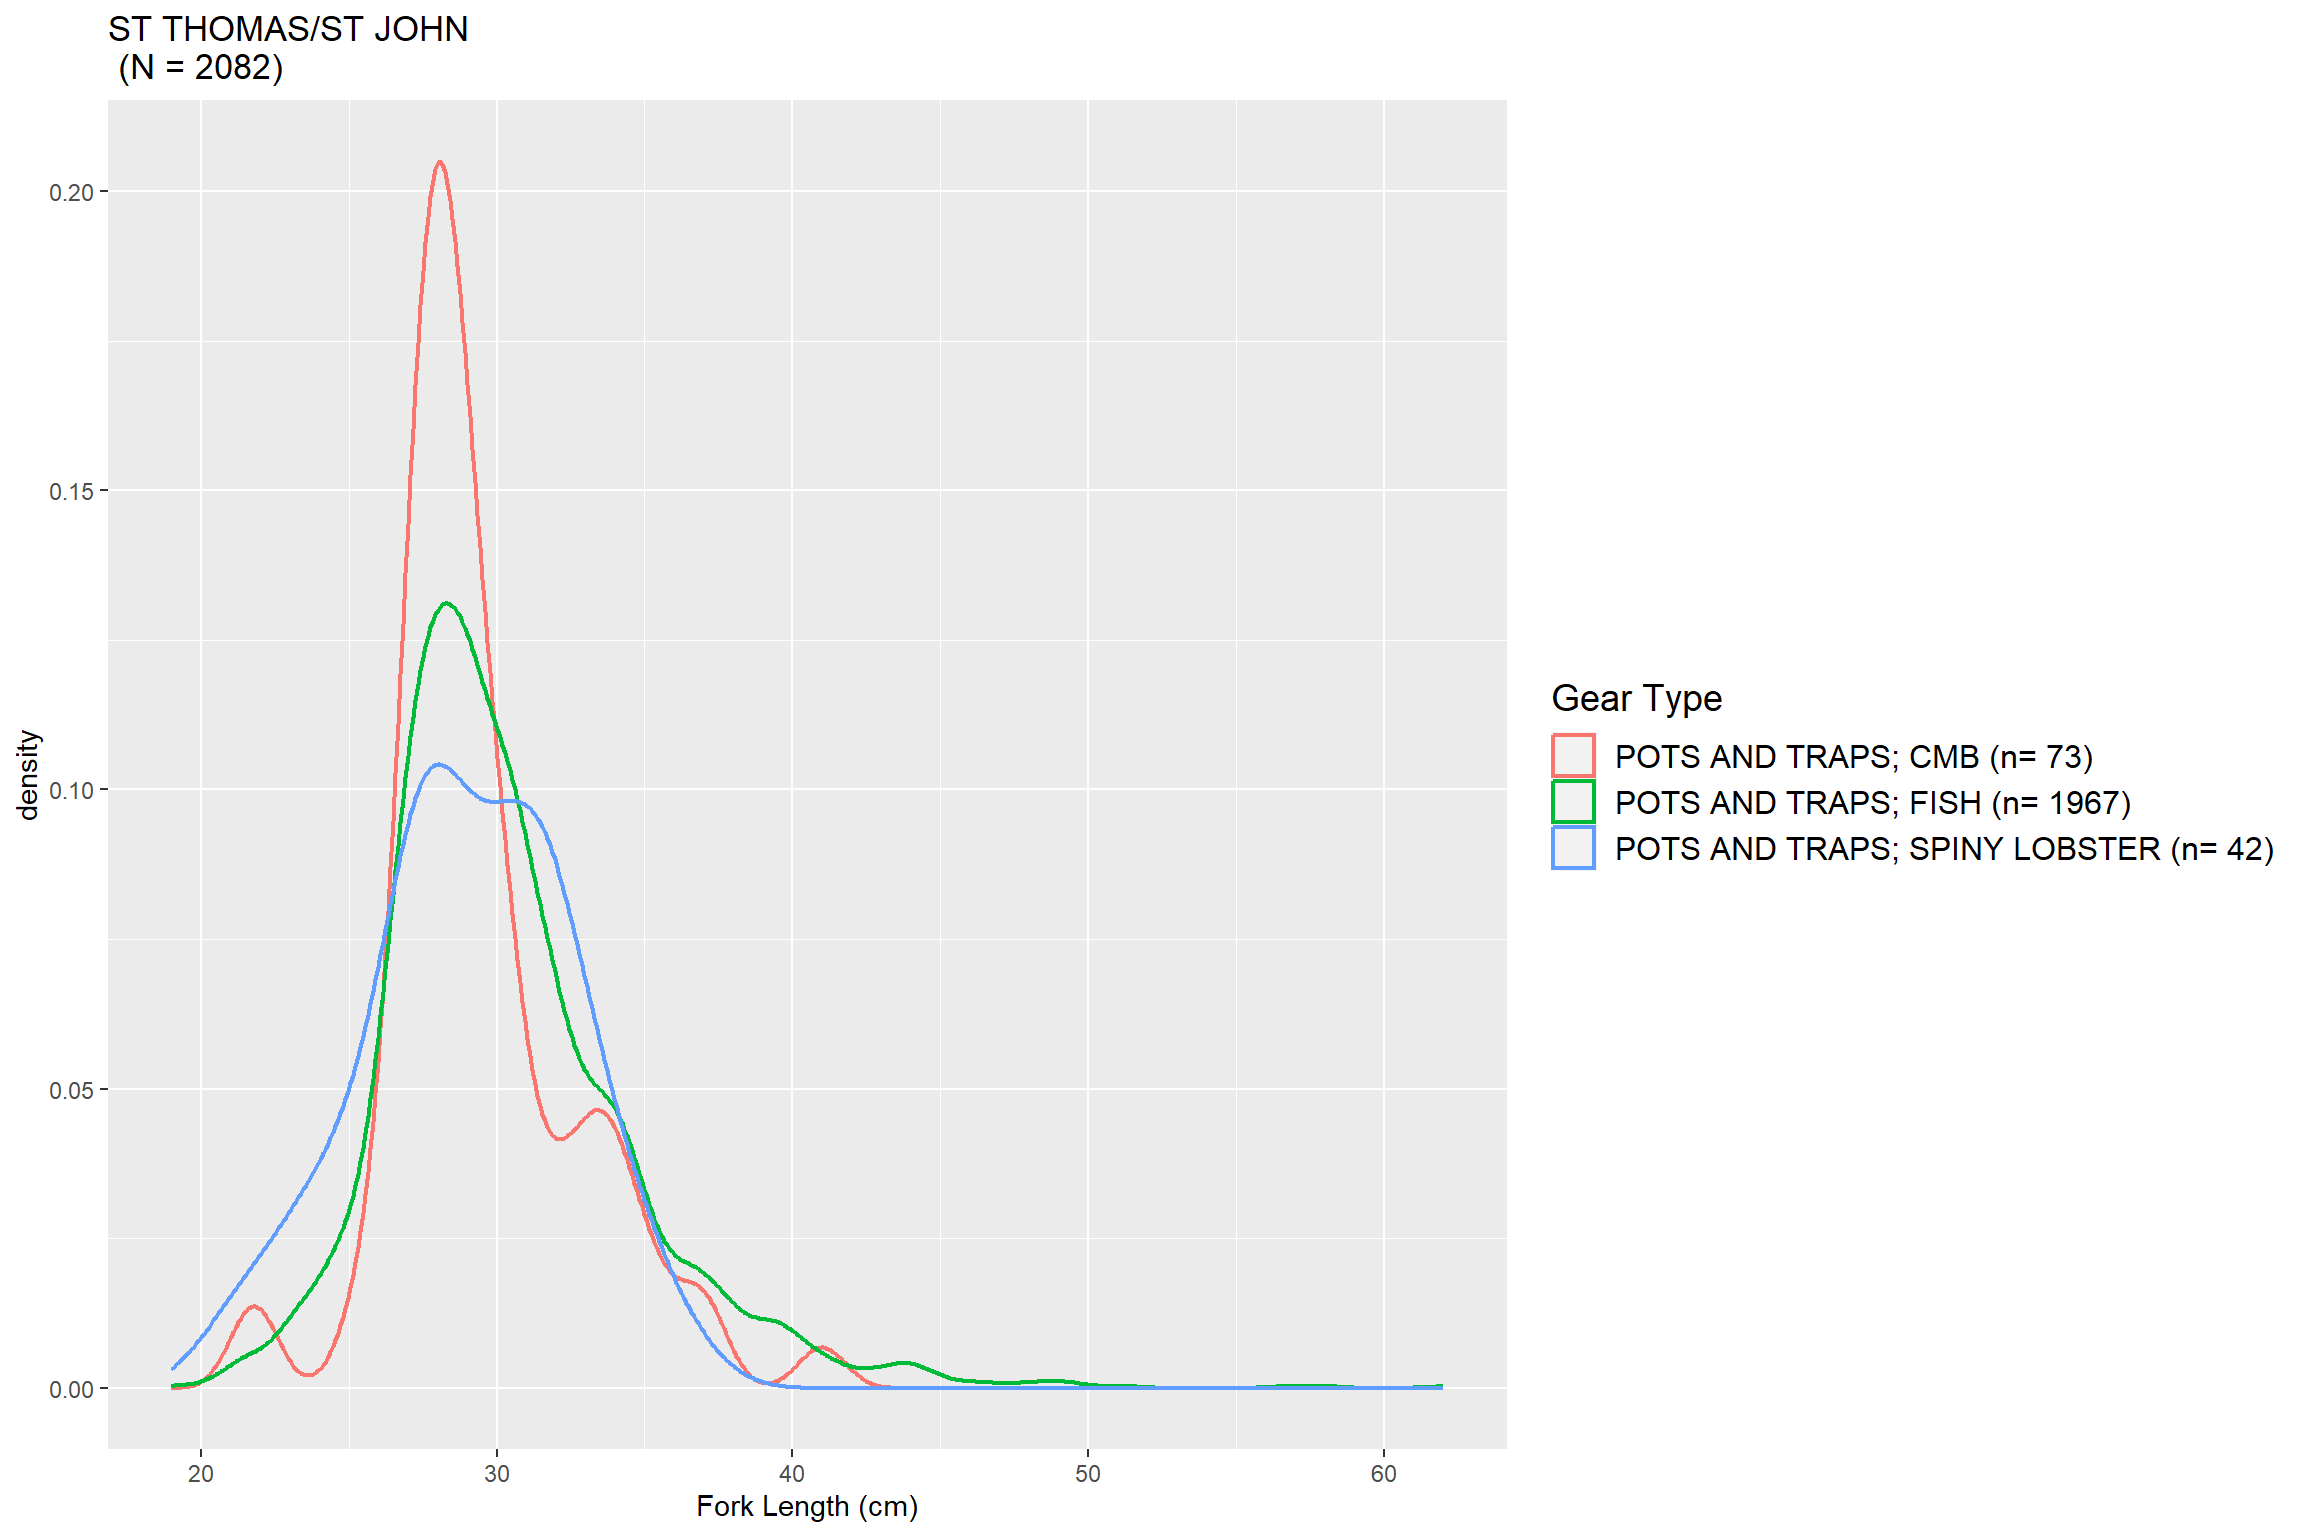 ST THOMAS/ST JOHN
(N = 2082)
0.20
0.15
0.10
0.05
0.00
density
20 30 40 50 60
Fork Length (cm)
Gear Type
POTS AND TRAPS; CMB (n= 73)
POTS AND TRAPS; FISH (n= 1967)
POTS AND TRAPS; SPINY LOBSTER (n= 42)